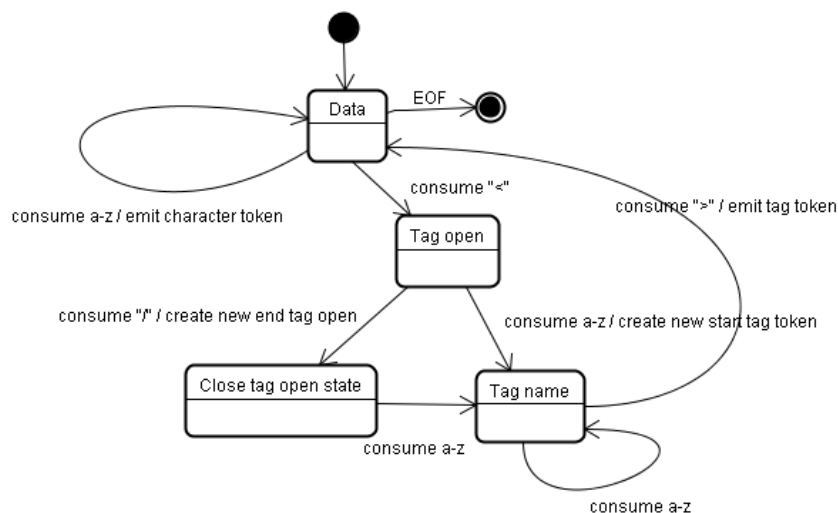 Data
EOF
consume "<"
consume a-z / emit character token
consume ">" / emit tag token
Tag open
consume "/" / create new end tag open
consume a-z / create new start tag token
Close tag open state
Tag name
consume a-z
consume a-z